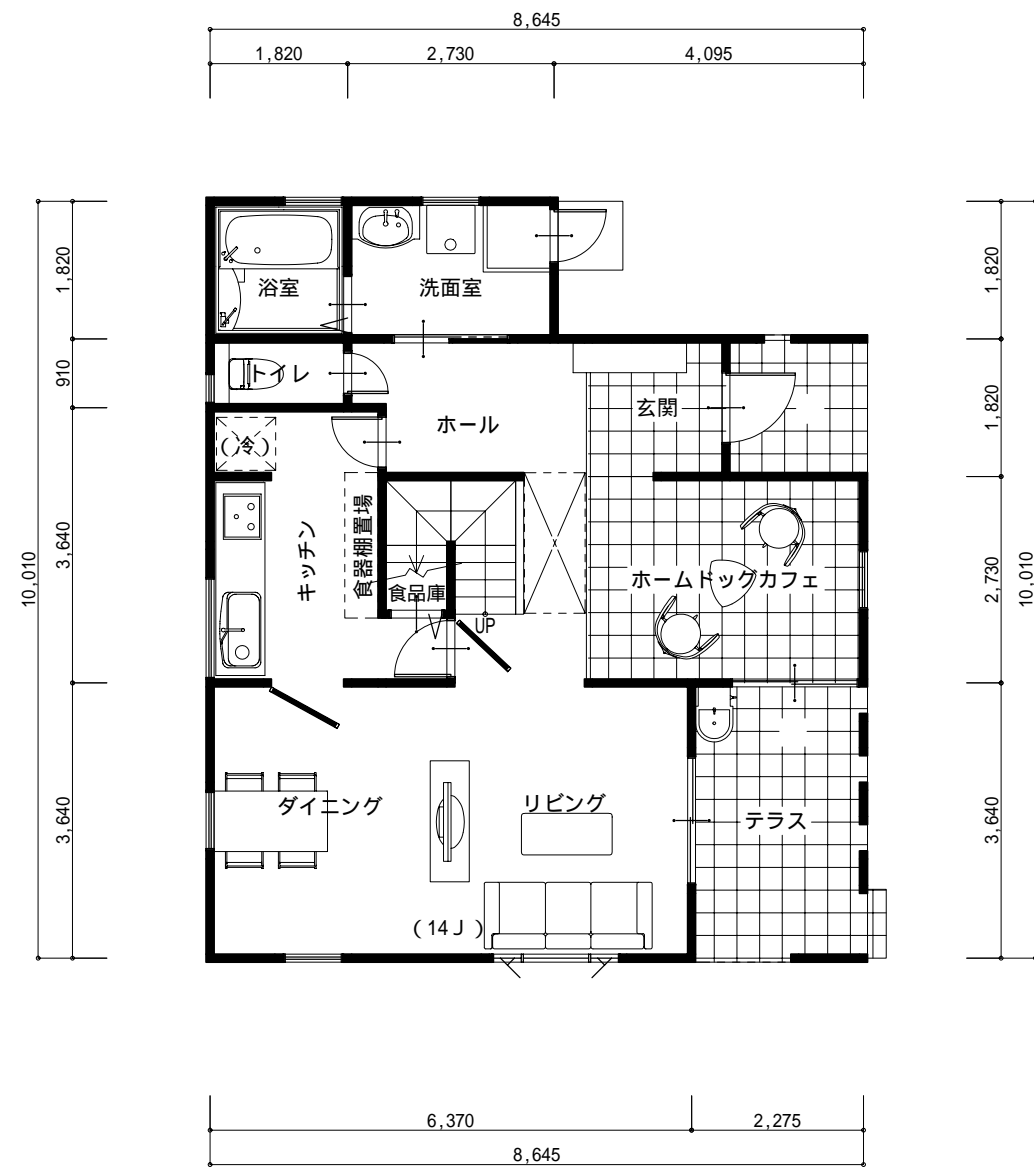 8,645
1,820
2,730
4,095
浴室
洗面室
1,820
1,820
トイレ
玄関
910
1,820
ホール
(冷)
キッチン
食器棚置場
食品庫
UP
ホームドッグカフェ
3,640
10,010
2,730
10,010
ダイニング
リビング
テラス
3,640
3,640
(14J)
6,370
2,275
8,645